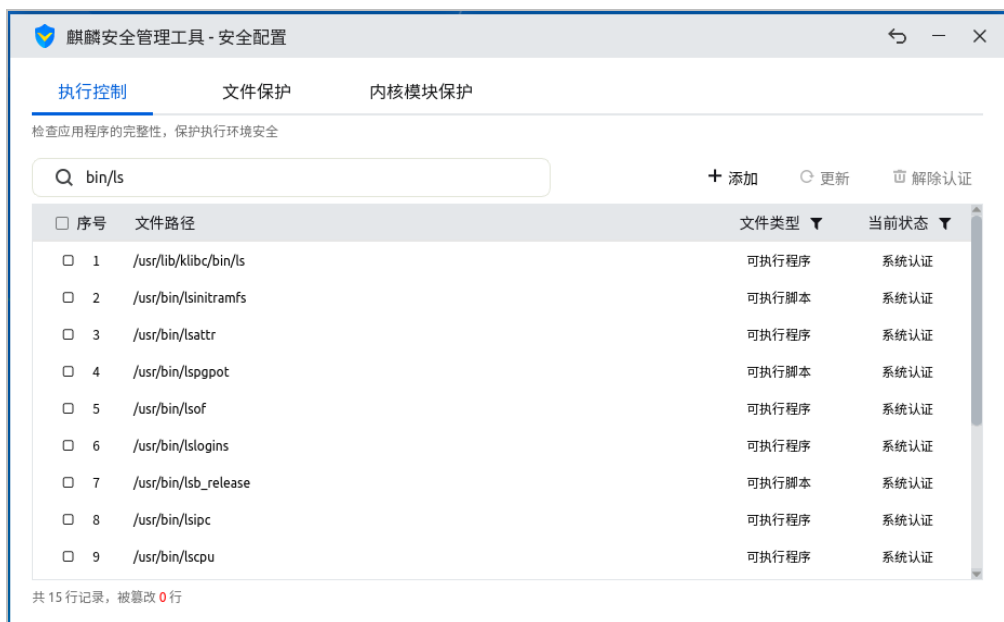 麒麟安全管理工具 - 安全配置
执行控制 文件保护 内核模块保护
检查应用程序的完整性，保护执行环境安全
bin/ls 添加 更新 解除认证
序号 文件路径 文件类型 当前状态
1 /usr/lib/klibc/bin/ls 可执行程序 系统认证
2 /usr/bin/lsinitramfs 可执行脚本 系统认证
3 /usr/bin/lsattr 可执行程序 系统认证
4 /usr/bin/lspgpot 可执行脚本 系统认证
5 /usr/bin/lsof 可执行程序 系统认证
6 /usr/bin/lslogins 可执行程序 系统认证
7 /usr/bin/lsb_release 可执行脚本 系统认证
8 /usr/bin/lsipc 可执行程序 系统认证
9 /usr/bin/lscpu 可执行程序 系统认证
共 15 行记录，被篡改 0 行